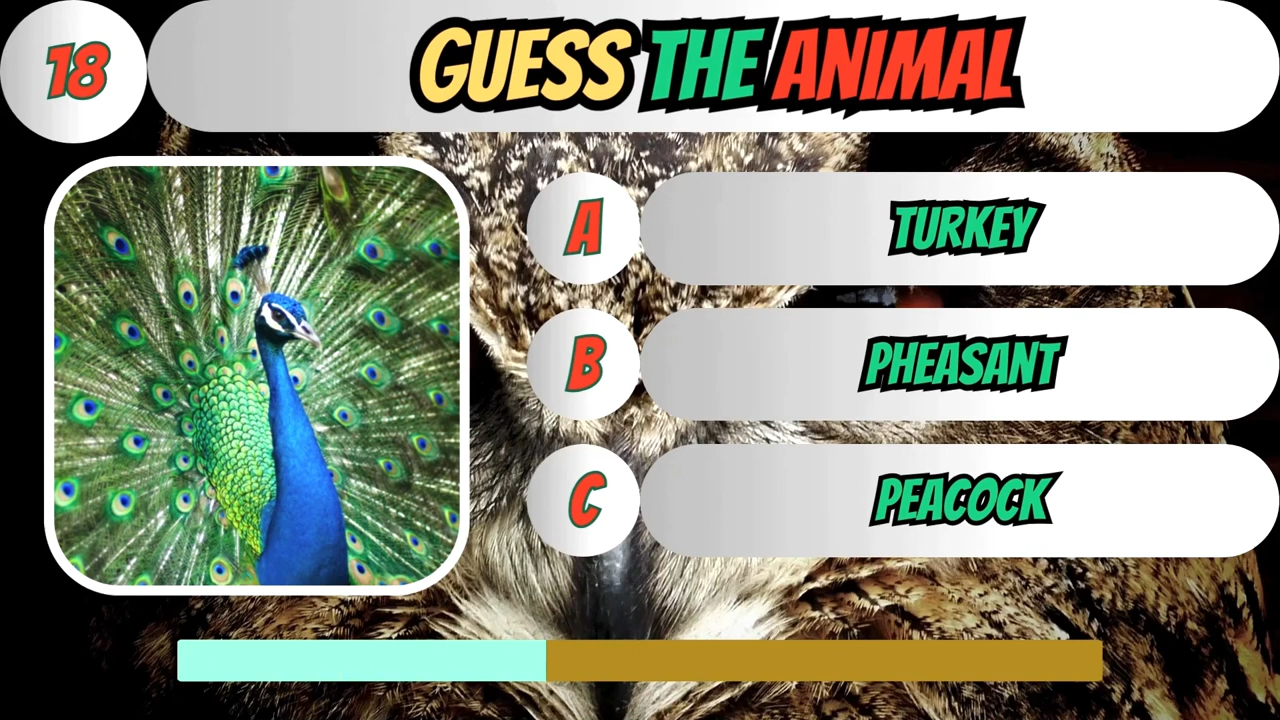 18
GUESS THE ANIMAL
A
TURKEY
B
PHEASANT
C
PEACOCK